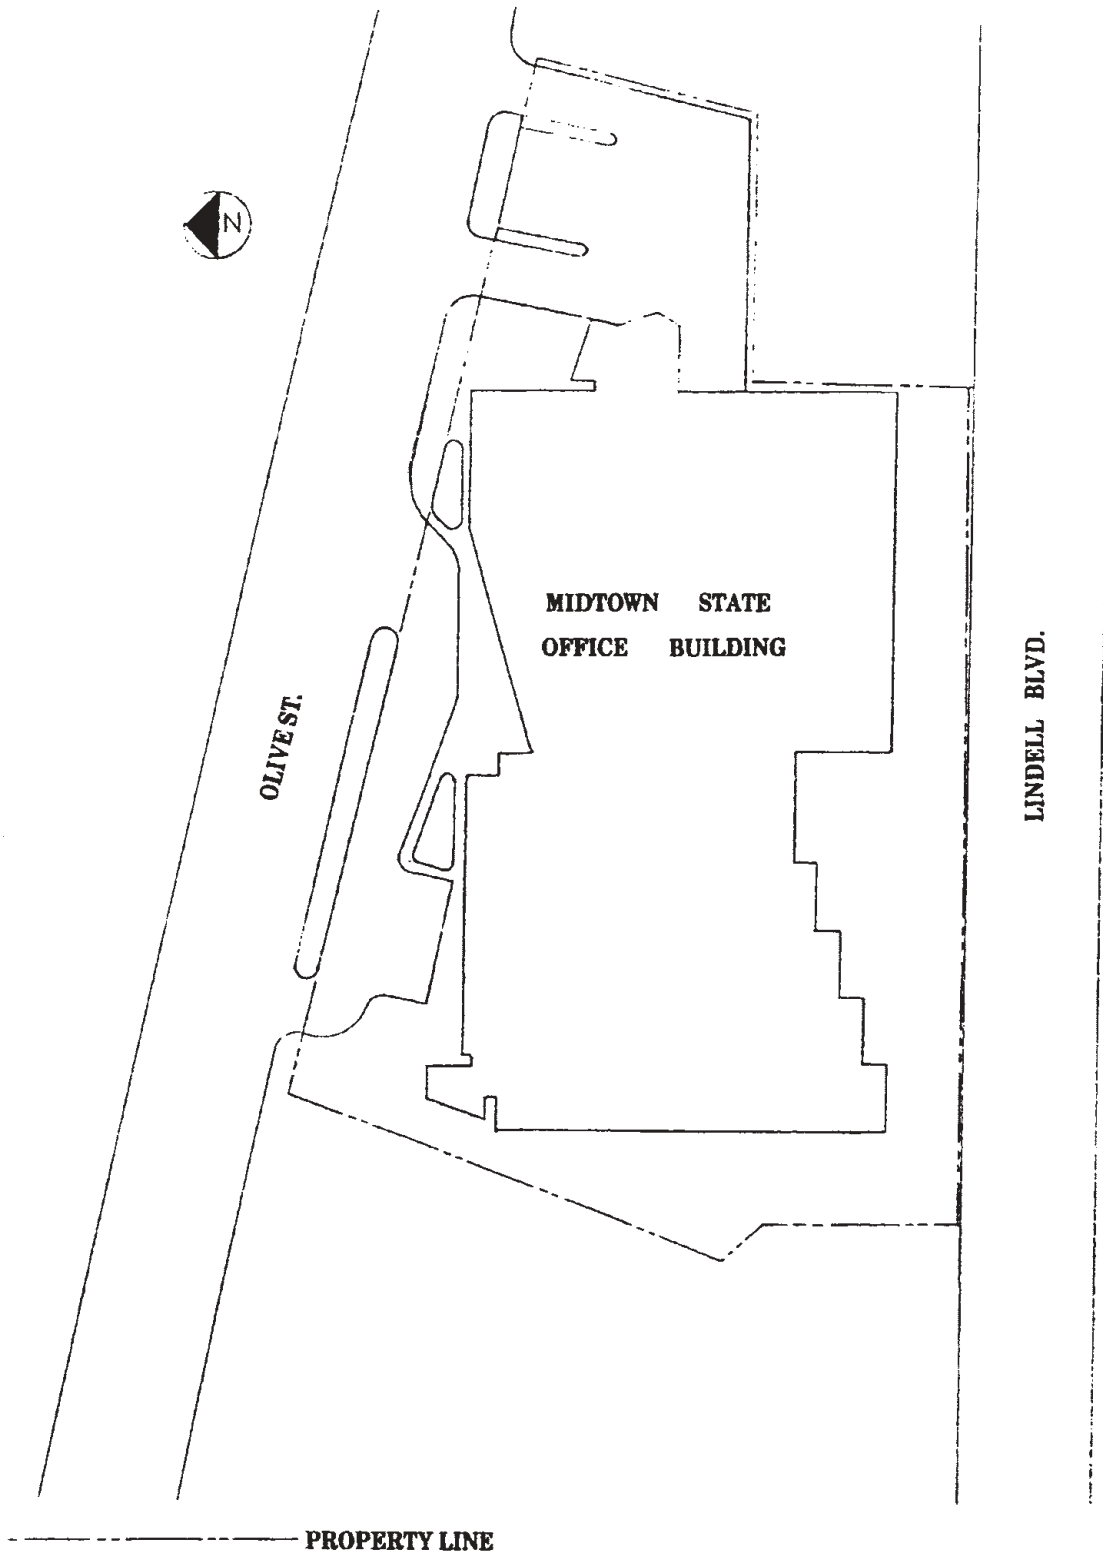 N
MIDTOWN STATE
OFFICE BUILDING
OLIVE ST.
LINDELL BLVD.
PROPERTY LINE